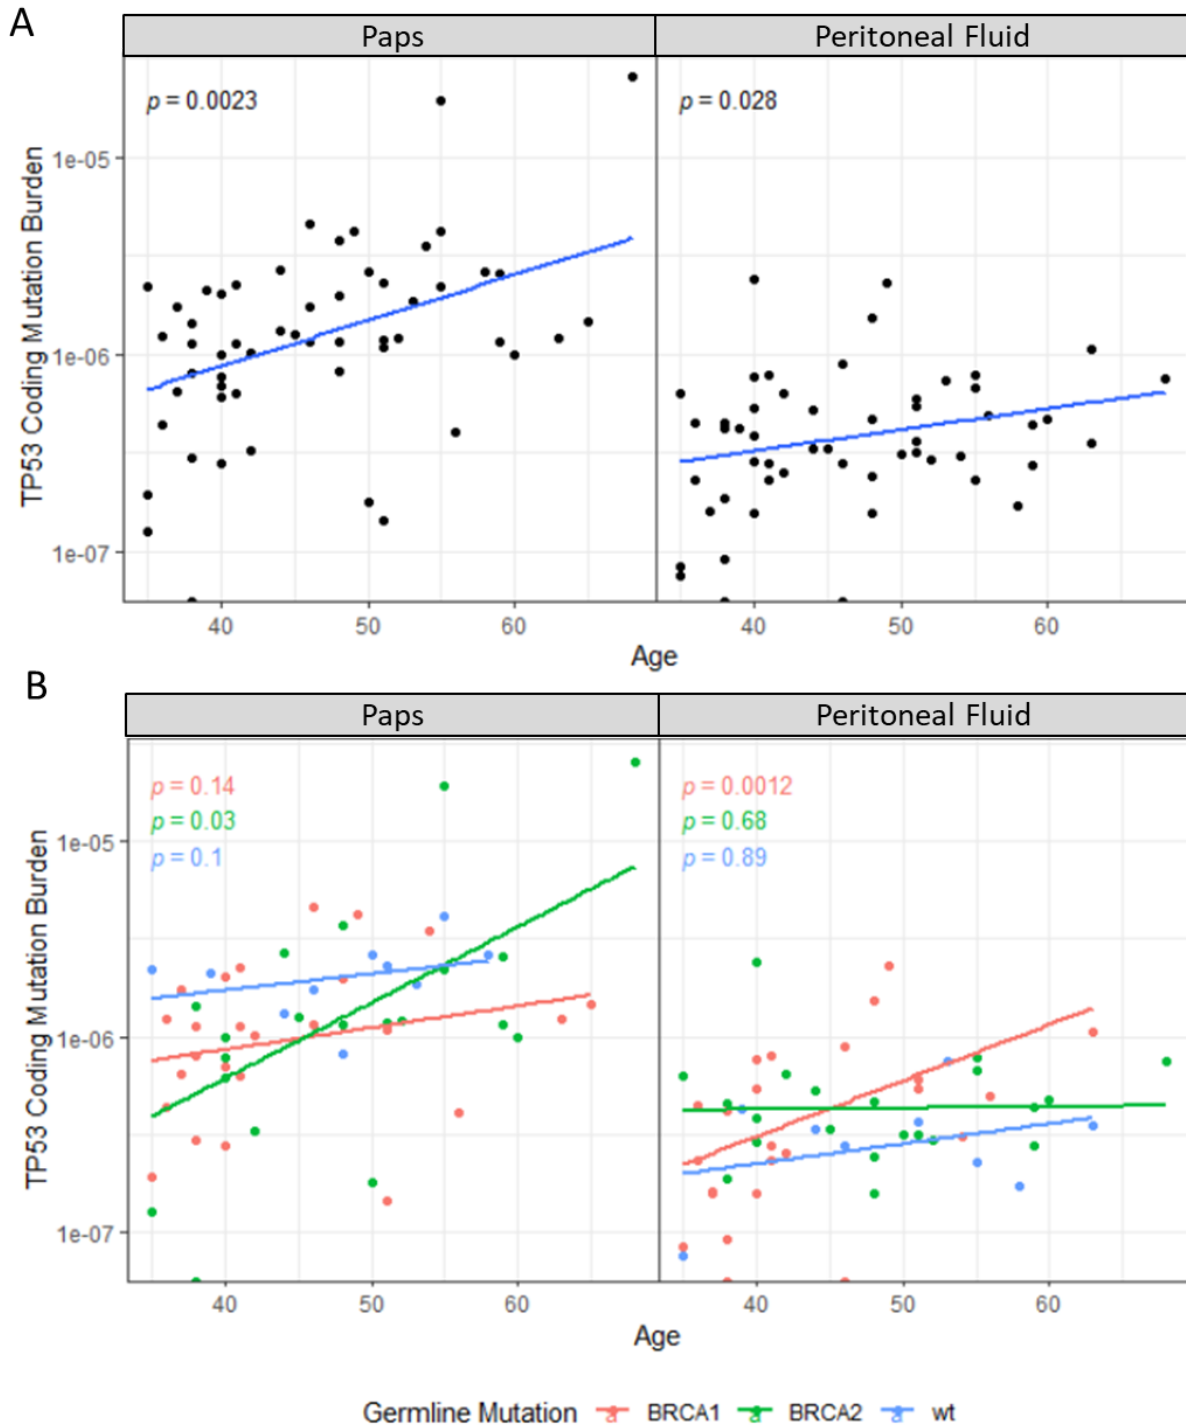 A
Paps
Peritoneal Fluid
p = 0.0023
p = 0.028
TP53 Coding Mutation Burden
1e-05
1e-06
1e-07
40
50
60
40
50
60
Age
B
Paps
Peritoneal Fluid
p = 0.14
p = 0.03
p = 0.1
p = 0.0012
p = 0.68
p = 0.89
TP53 Coding Mutation Burden
1e-05
1e-06
1e-07
40
50
60
40
50
60
Age
Germline Mutation a BRCA1 a BRCA2 a wt